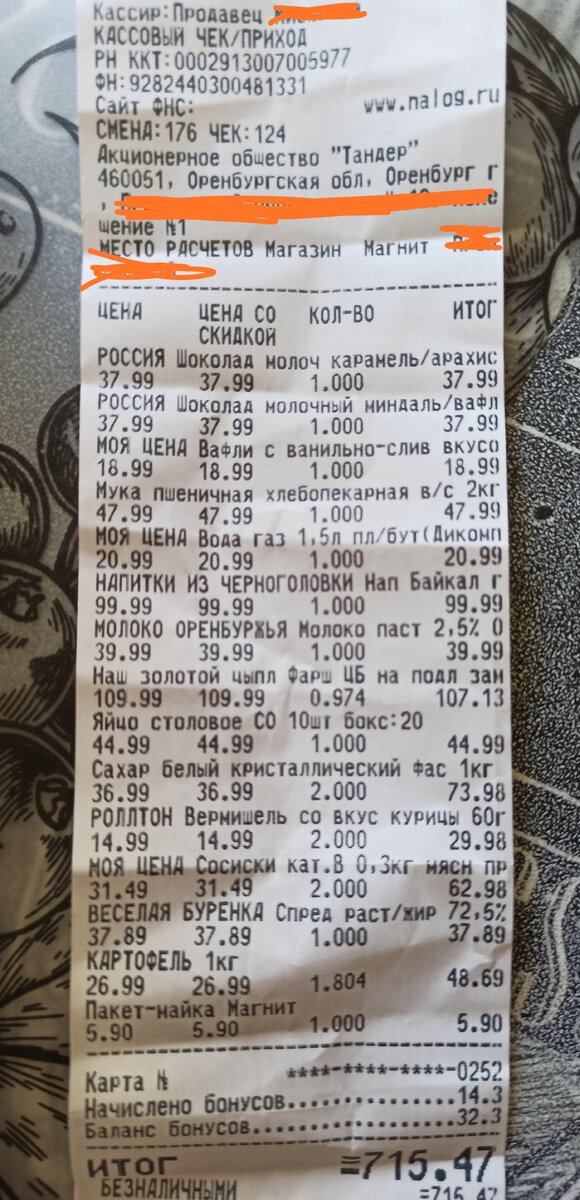 Кассир:Продавец
КАССОВЫЙ ЧЕК/ПРИХОД
РН ККТ:0002913007005977
ФН:9282440300481331
Сайт ФНС: www.nalog.ru
СМЕНА:176 ЧЕК:124
Акционерное общество "Тандер"
460051, Оренбургская обл, Оренбург г
,
щение №1
МЕСТО РАСЧЕТОВ Магазин Магнит
ЦЕНА ЦЕНА СО КОЛ-ВО ИТОГ
СКИДКОЙ
РОССИЯ Шоколад молоч карамель/арахис
37.99 37.99 1.000 37.99
РОССИЯ Шоколад молочный миндаль/вафл
37.99 37.99 1.000 37.99
МОЯ ЦЕНА Вафли с ванильно-слив вкусо
18.99 18.99 1.000 18.99
Мука пшеничная хлебопекарная в/с 2кг
47.99 47.99 1.000 47.99
МОЯ ЦЕНА Вода газ 1,5л пл/бут(Дикомп
20.99 20.99 1.000 20.99
НАПИТКИ ИЗ ЧЕРНОГОЛОВКИ Нап Байкал г
99.99 99.99 1.000 99.99
МОЛОКО ОРЕНБУРЖЬЯ Молоко паст 2,5% 0
39.99 39.99 1.000 39.99
Наш золотой цыпл Фарш ЦБ на подл зам
109.99 109.99 0.974 107.13
Яйцо столовое С0 10шт бокс:20
44.99 44.99 1.000 44.99
Сахар белый кристаллический фас 1кг
36.99 36.99 2.000 73.98
РОЛЛТОН Вермишель со вкус курицы 60г
14.99 14.99 2.000 29.98
МОЯ ЦЕНА Сосиски кат.В 0,3кг мясн пр
31.49 31.49 2.000 62.98
ВЕСЕЛАЯ БУРЕНКА Спред раст/жир 72,5%
37.89 37.89 1.000 37.89
КАРТОФЕЛЬ 1кг
26.99 26.99 1.804 48.69
Пакет-майка Магнит
5.90 5.90 1.000 5.90
Карта № ****-****-****-0252
Начислено бонусов................14.3
Баланс бонусов...................32.3
ИТОГ =715.47
БЕЗНАЛИЧНЫМИ =715.47